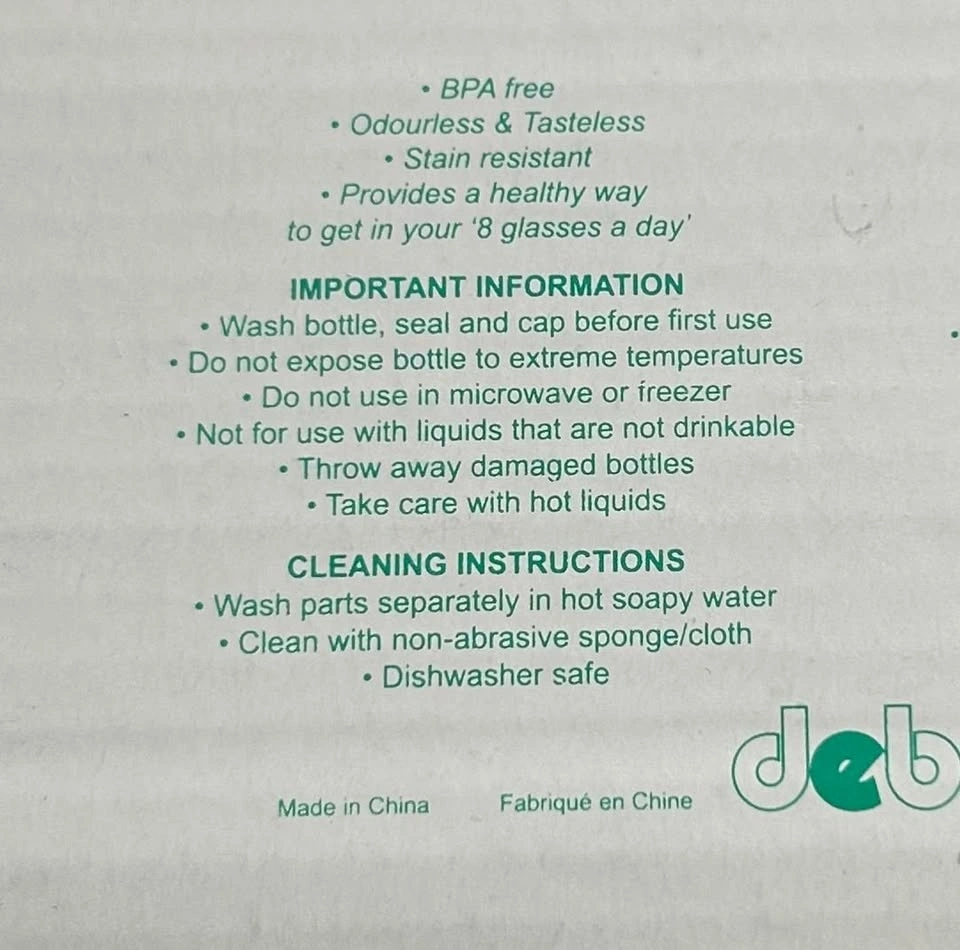 • BPA free
• Odourless & Tasteless
• Stain resistant
• Provides a healthy way
to get in your ‘8 glasses a day’
IMPORTANT INFORMATION
• Wash bottle, seal and cap before first use
• Do not expose bottle to extreme temperatures
• Do not use in microwave or freezer
• Not for use with liquids that are not drinkable
• Throw away damaged bottles
• Take care with hot liquids
CLEANING INSTRUCTIONS
• Wash parts separately in hot soapy water
• Clean with non-abrasive sponge/cloth
• Dishwasher safe
deb
Made in China Fabriqué en Chine